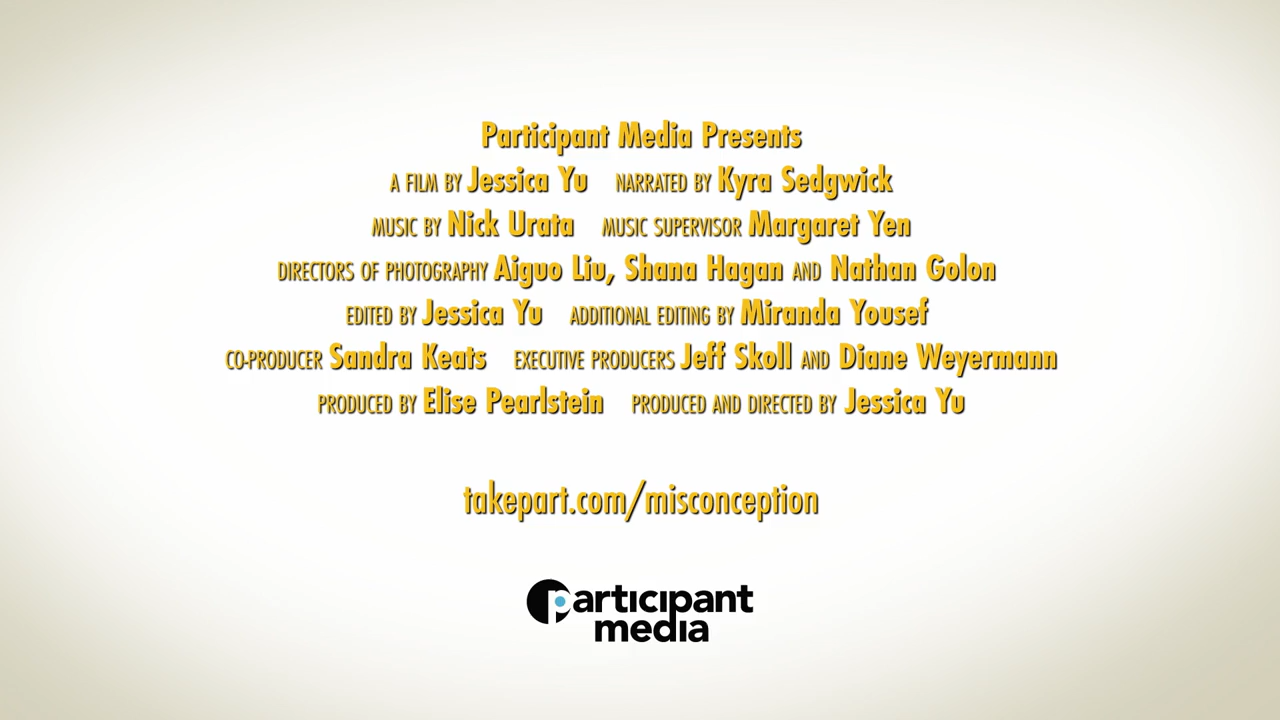 Participant Media Presents
A FILM BY Jessica Yu NARRATED BY Kyra Sedgwick
MUSIC BY Nick Urata MUSIC SUPERVISOR Margaret Yen
DIRECTORS OF PHOTOGRAPHY Aiguo Liu, Shana Hagan AND Nathan Golon
EDITED BY Jessica Yu ADDITIONAL EDITING BY Miranda Yousef
CO-PRODUCER Sandra Keats EXECUTIVE PRODUCERS Jeff Skoll AND Diane Weyermann
PRODUCED BY Elise Pearlstein PRODUCED AND DIRECTED BY Jessica Yu
takepart.com/misconception
participant
media